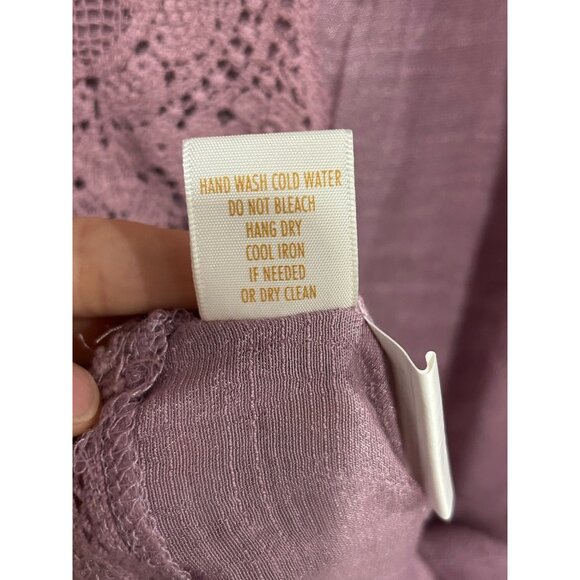 HAND WASH COLD WATER
DO NOT BLEACH
HANG DRY
COOL IRON
IF NEEDED
OR DRY CLEAN